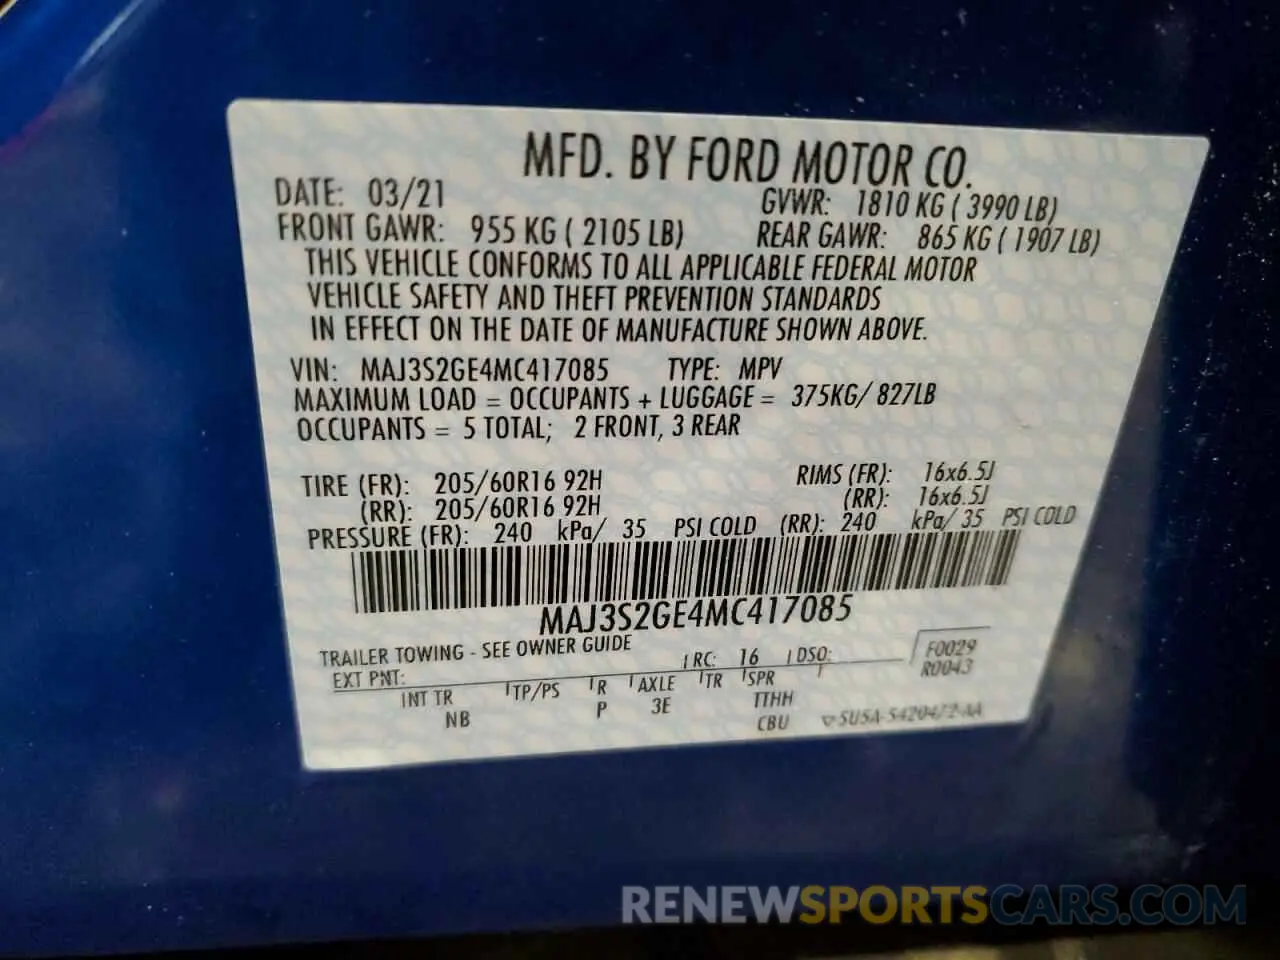 MFD. BY FORD MOTOR CO.
DATE: 03/21 GVWR: 1810 KG ( 3990 LB)
FRONT GAWR: 955 KG ( 2105 LB) REAR GAWR: 865 KG ( 1907 LB)
THIS VEHICLE CONFORMS TO ALL APPLICABLE FEDERAL MOTOR
VEHICLE SAFETY AND THEFT PREVENTION STANDARDS
IN EFFECT ON THE DATE OF MANUFACTURE SHOWN ABOVE.
VIN: MAJ3S2GE4MC417085 TYPE: MPV
MAXIMUM LOAD = OCCUPANTS + LUGGAGE = 375KG/ 827LB
OCCUPANTS = 5 TOTAL; 2 FRONT, 3 REAR
TIRE (FR): 205/60R16 92H RIMS (FR): 16x6.5J
(RR): 205/60R16 92H (RR): 16x6.5J
PRESSURE (FR): 240 kPa/ 35 PSI COLD (RR): 240 kPa/ 35 PSI COLD
MAJ3S2GE4MC417085
TRAILER TOWING - SEE OWNER GUIDE
EXT PNT: RC: 16 DSO: F0029
R0043
INT TR TP/PS R AXLE TR SPR
NB P 3E TTHH
CBU
RENEWSPORTSCARS.COM